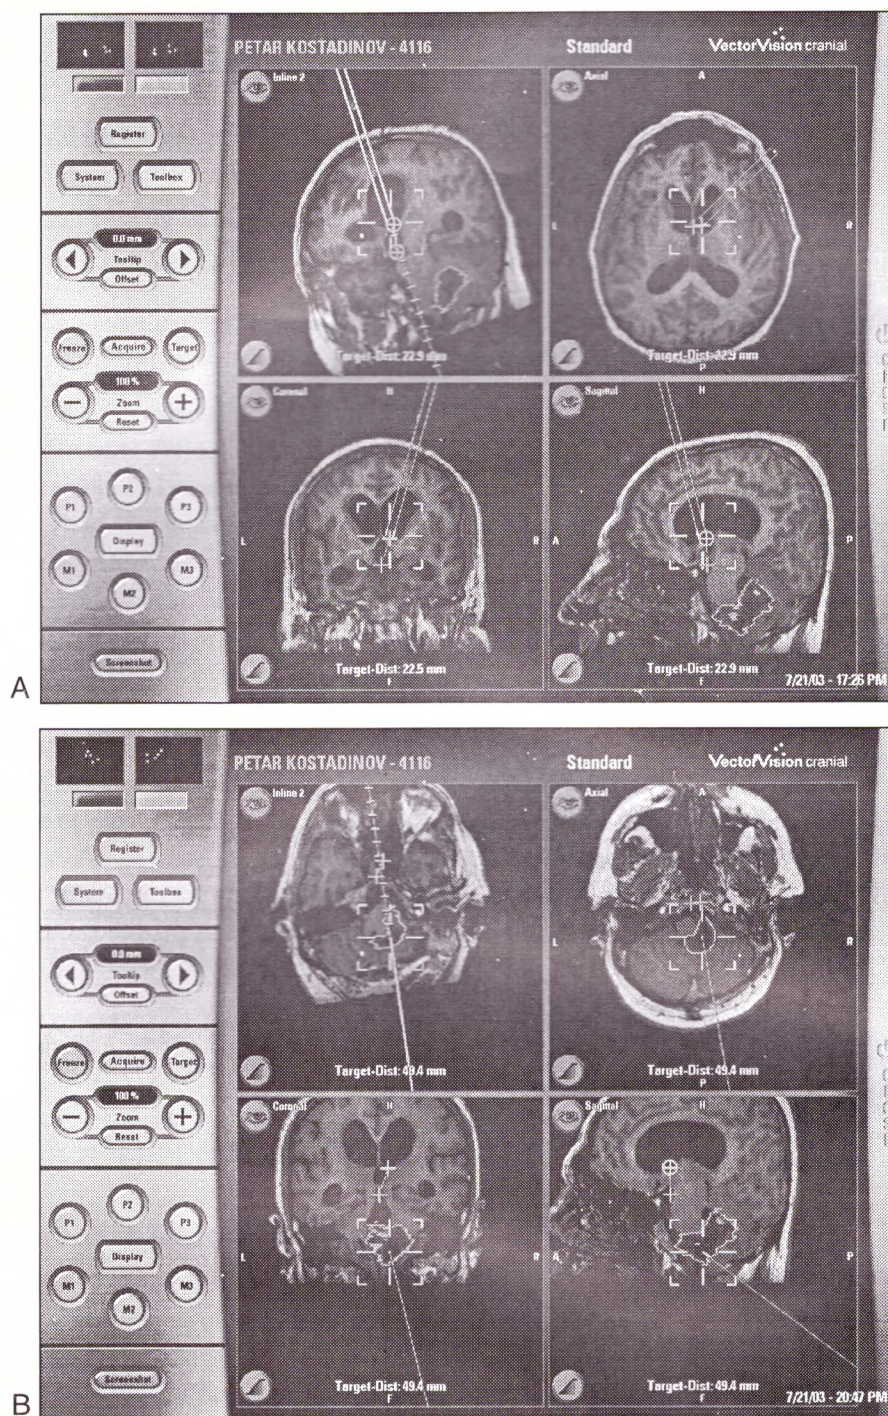 PETAR KOSTADINOV - 4116 Standard VectorVision cranial
Inline 2 Axial A
Register
System Toolbox
0.0 mm
Tooltip
Offset
L R
Freeze Acquire Target
Target-Dist: 22.9 mm Target-Dist: 22.9 mm
P
100 %
Zoom
Reset
Coronal H Sagittal H
P1 P2 P3
Display
M1 M2 M3
L R A P
Screenshot
Target-Dist: 22.5 mm Target-Dist: 22.9 mm
F F
7/21/03 - 17:26 PM
A
PETAR KOSTADINOV - 4116 Standard VectorVision cranial
Inline 2 Axial A
Register
System Toolbox
0.0 mm
Tooltip
Offset
L R
Freeze Acquire Target
Target-Dist: 49.4 mm Target-Dist: 49.4 mm
P
100 %
Zoom
Reset
Coronal H Sagittal H
P1 P2 P3
Display
M1 M2 M3
L R A P
Screenshot
Target-Dist: 49.4 mm Target-Dist: 49.4 mm
F F
7/21/03 - 20:47 PM
B